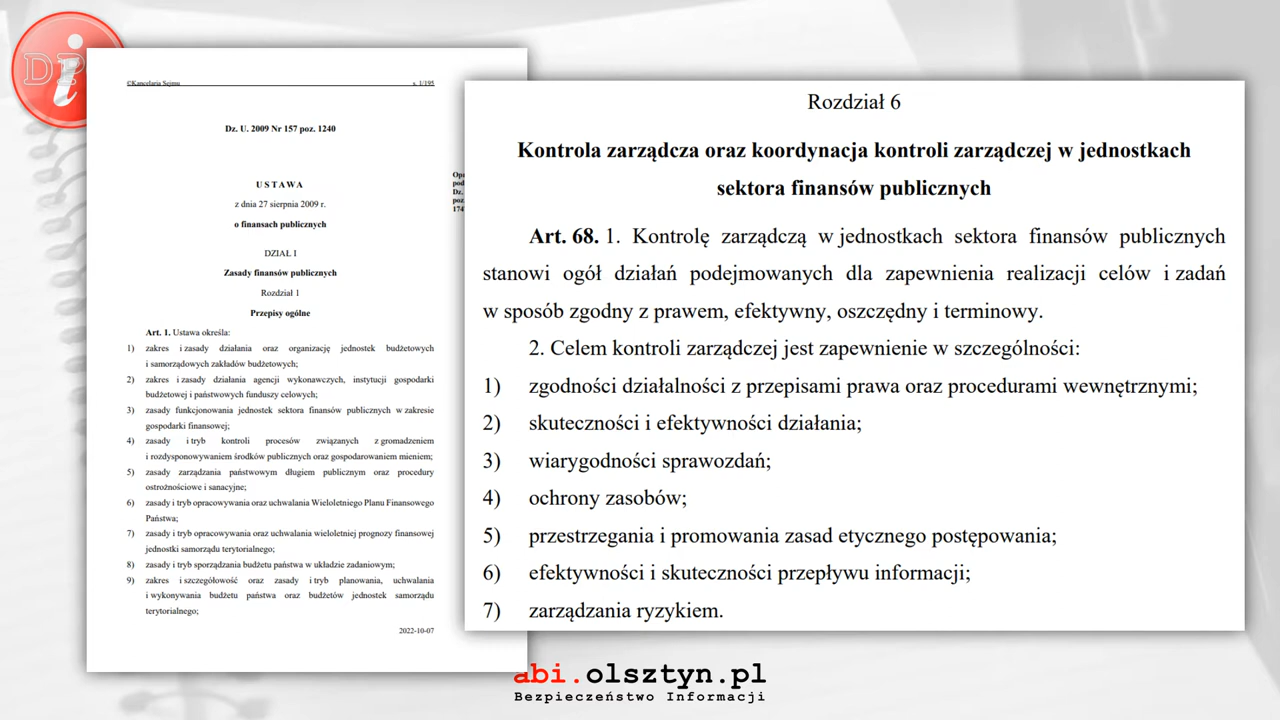 ©Kancelaria Sejmu
s. 1/195
Dz. U. 2009 Nr 157 poz. 1240
USTAWA
z dnia 27 sierpnia 2009 r.
o finansach publicznych
DZIAŁ I
Zasady finansów publicznych
Rozdział 1
Przepisy ogólne
Art. 1. Ustawa określa:
1) zakres i zasady działania oraz organizację jednostek budżetowych
i samorządowych zakładów budżetowych;
2) zakres i zasady działania agencji wykonawczych, instytucji gospodarki
budżetowej i państwowych funduszy celowych;
3) zasady funkcjonowania jednostek sektora finansów publicznych w zakresie
gospodarki finansowej;
4) zasady i tryb kontroli procesów związanych z gromadzeniem
i rozdysponowywaniem środków publicznych oraz gospodarowaniem mieniem;
5) zasady zarządzania państwowym długiem publicznym oraz procedury
ostrożnościowe i sanacyjne;
6) zasady i tryb opracowywania oraz uchwalania Wieloletniego Planu Finansowego
Państwa;
7) zasady i tryb opracowywania oraz uchwalania wieloletniej prognozy finansowej
jednostki samorządu terytorialnego;
8) zasady i tryb sporządzania budżetu państwa w układzie zadaniowym;
9) zakres i szczegółowość oraz zasady i tryb planowania, uchwalania
i wykonywania budżetu państwa oraz budżetów jednostek samorządu
terytorialnego;
2022-10-07
Opr
pod
Dz.
poz
174
Rozdział 6
Kontrola zarządcza oraz koordynacja kontroli zarządczej w jednostkach
sektora finansów publicznych
Art. 68. 1. Kontrolę zarządczą w jednostkach sektora finansów publicznych
stanowi ogół działań podejmowanych dla zapewnienia realizacji celów i zadań
w sposób zgodny z prawem, efektywny, oszczędny i terminowy.
2. Celem kontroli zarządczej jest zapewnienie w szczególności:
1) zgodności działalności z przepisami prawa oraz procedurami wewnętrznymi;
2) skuteczności i efektywności działania;
3) wiarygodności sprawozdań;
4) ochrony zasobów;
5) przestrzegania i promowania zasad etycznego postępowania;
6) efektywności i skuteczności przepływu informacji;
7) zarządzania ryzykiem.
abi.olsztyn.pl
Bezpieczeństwo Informacji